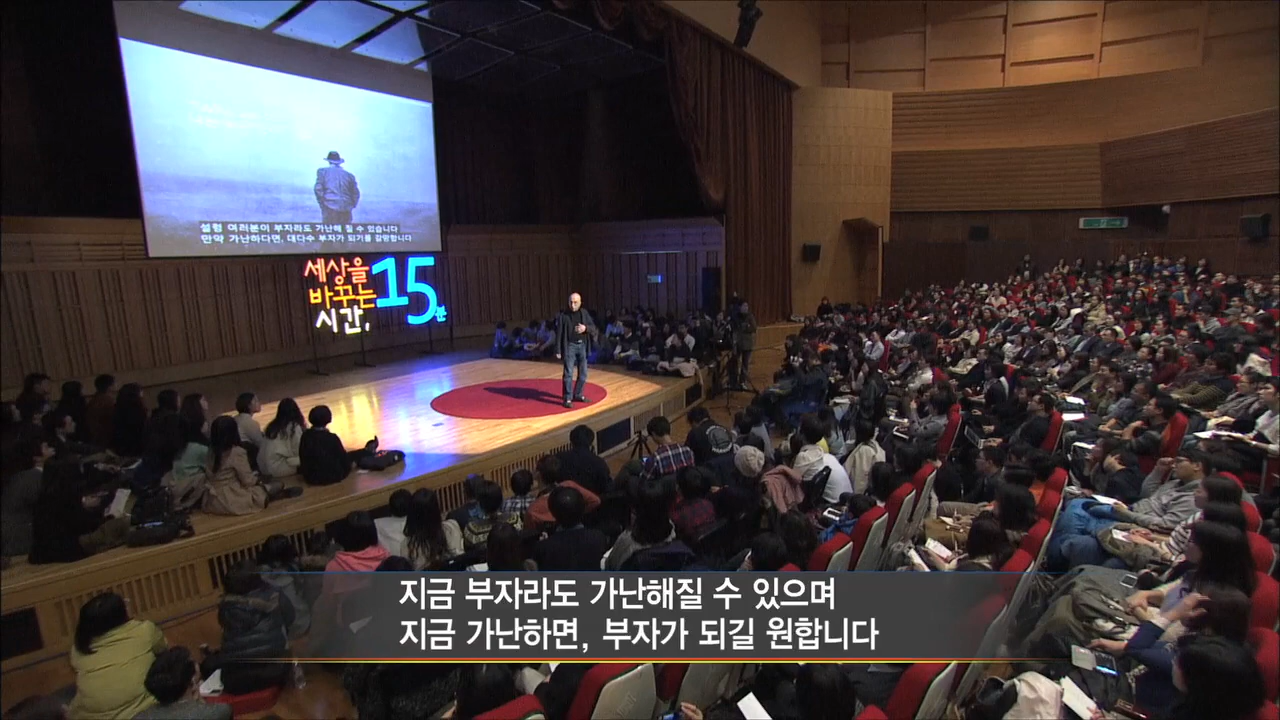 설령 여러분이 부자라도 가난해 질 수 있습니다
만약 가난하다면, 대다수 부자가 되기를 갈망합니다
세상을
바꾸는
시간,
15분
지금 부자라도 가난해질 수 있으며
지금 가난하면, 부자가 되길 원합니다